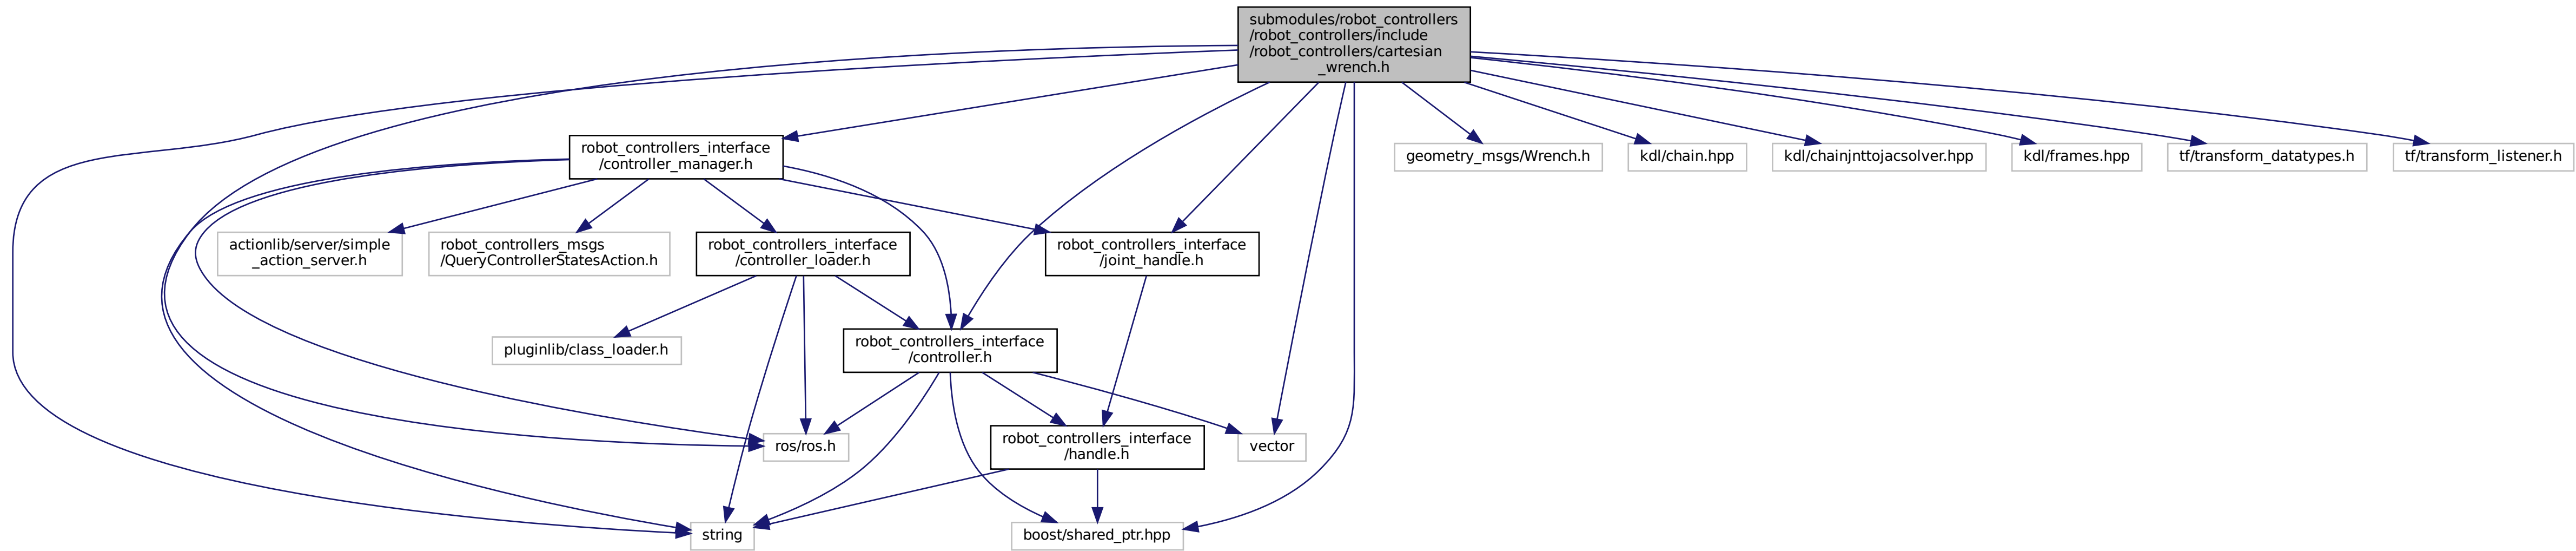 submodules/robot_controllers
/robot_controllers/include
/robot_controllers/cartesian
_wrench.h
robot_controllers_interface
/controller_manager.h
geometry_msgs/Wrench.h
kdl/chain.hpp
kdl/chainjnttojacsolver.hpp
kdl/frames.hpp
tf/transform_datatypes.h
tf/transform_listener.h
actionlib/server/simple
_action_server.h
robot_controllers_msgs
/QueryControllerStatesAction.h
robot_controllers_interface
/controller_loader.h
robot_controllers_interface
/joint_handle.h
pluginlib/class_loader.h
robot_controllers_interface
/controller.h
ros/ros.h
robot_controllers_interface
/handle.h
vector
string
boost/shared_ptr.hpp